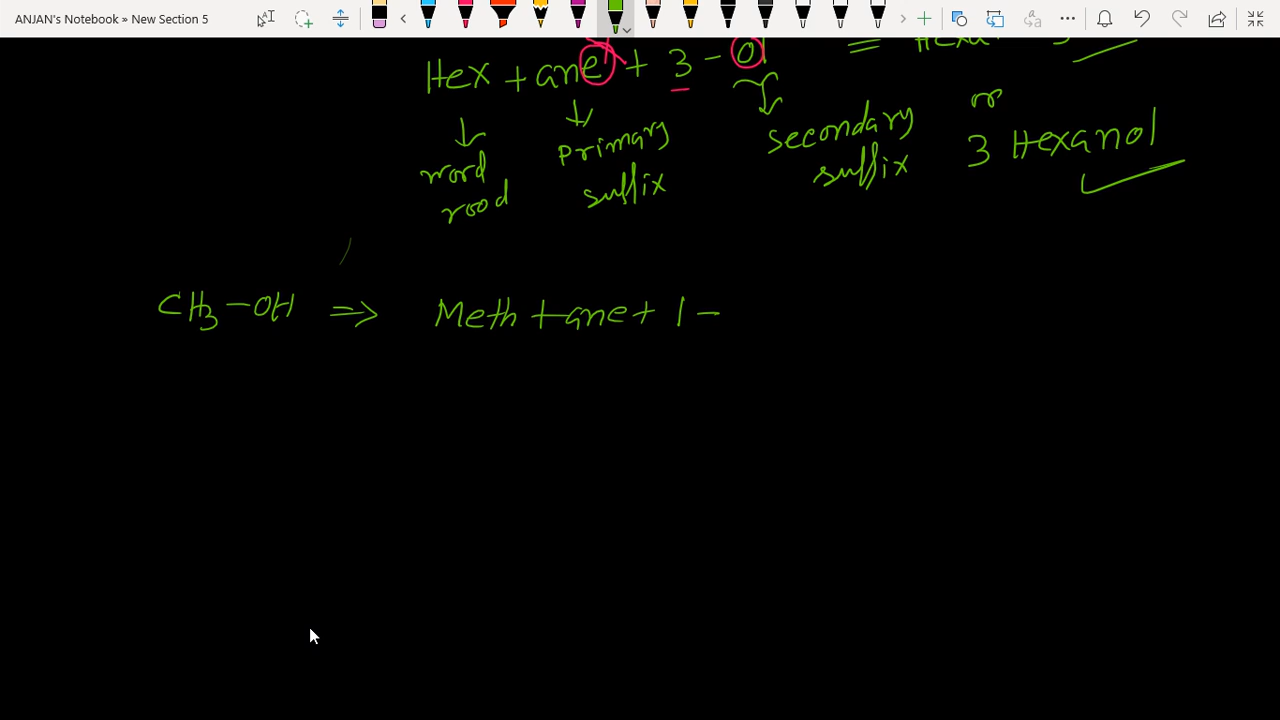 ANJAN's Notebook » New Section 5
Hex + ane + 3 - ol =
word rood
Primary suffix
secondary suffix
or
3 Hexanol
CH3-OH ⇒ Meth + ane + 1 -